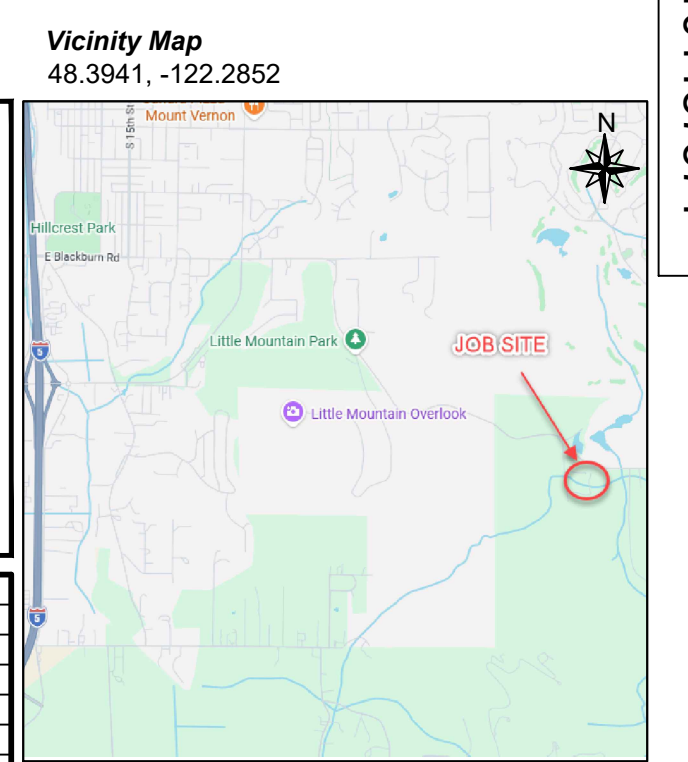 Vicinity Map
48.3941, -122.2852
Mount Vernon
S 15th St
N
Hillcrest Park
E Blackburn Rd
5
Little Mountain Park
JOB SITE
Little Mountain Overlook
5